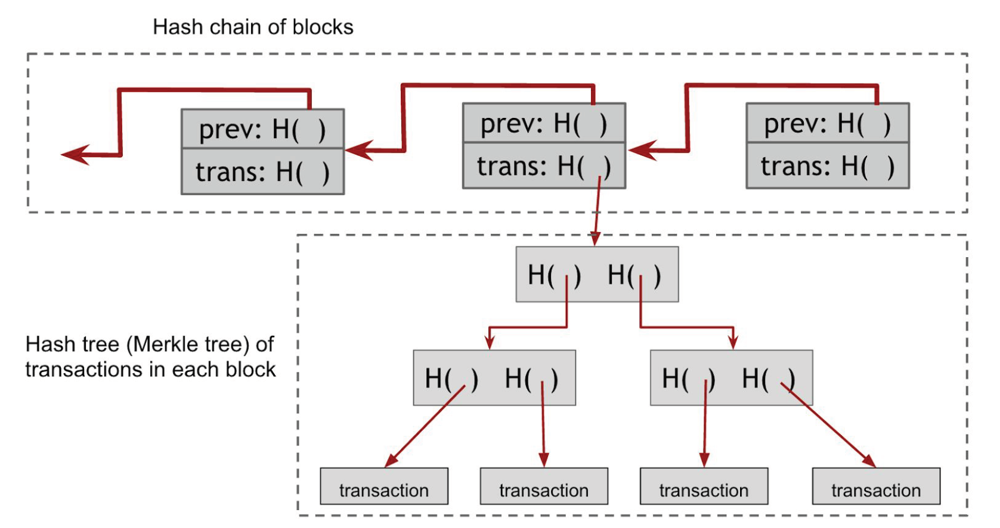 Hash chain of blocks
prev: H( )
trans: H( )
prev: H( )
trans: H( )
prev: H( )
trans: H( )
H( ) H( )
Hash tree (Merkle tree) of
transactions in each block
H( ) H( )
H( ) H( )
transaction
transaction
transaction
transaction